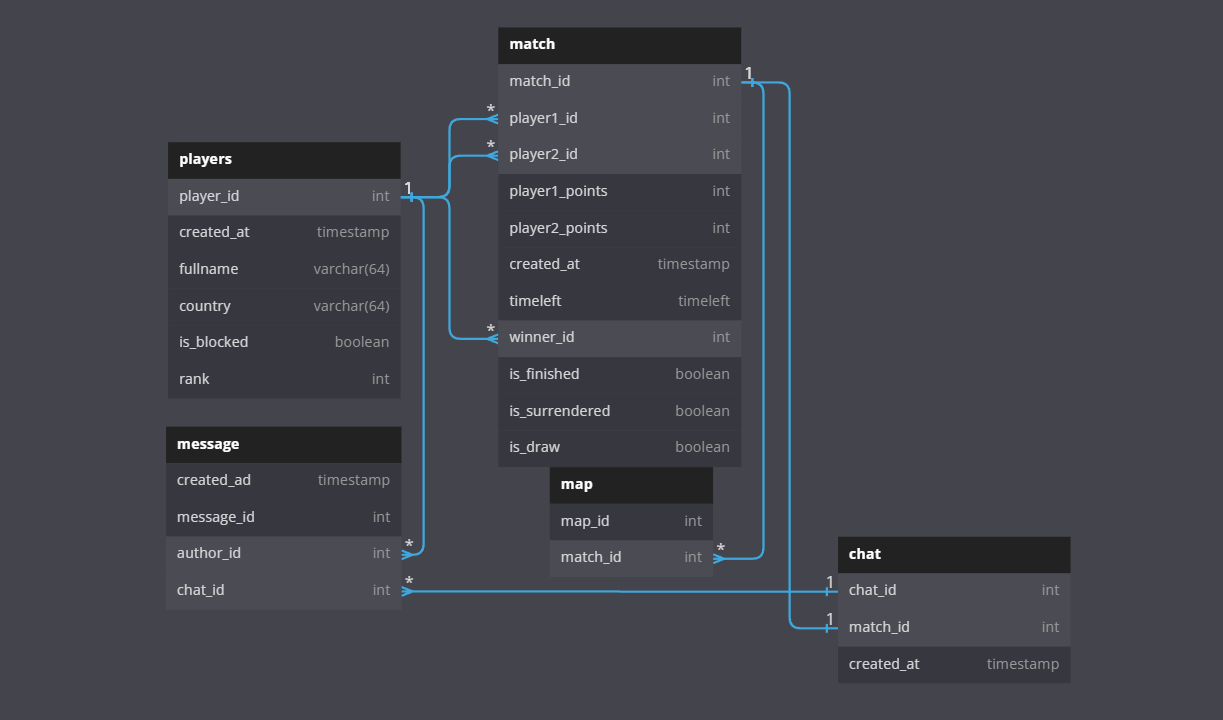 match
match_id int
player1_id int
player2_id int
player1_points int
player2_points int
created_at timestamp
timeleft timeleft
winner_id int
is_finished boolean
is_surrendered boolean
is_draw boolean
players
player_id int
created_at timestamp
fullname varchar(64)
country varchar(64)
is_blocked boolean
rank int
message
created_ad timestamp
message_id int
author_id int
chat_id int
map
map_id int
match_id int
chat
chat_id int
match_id int
created_at timestamp
1
*
*
1
*
*
*
*
1
1